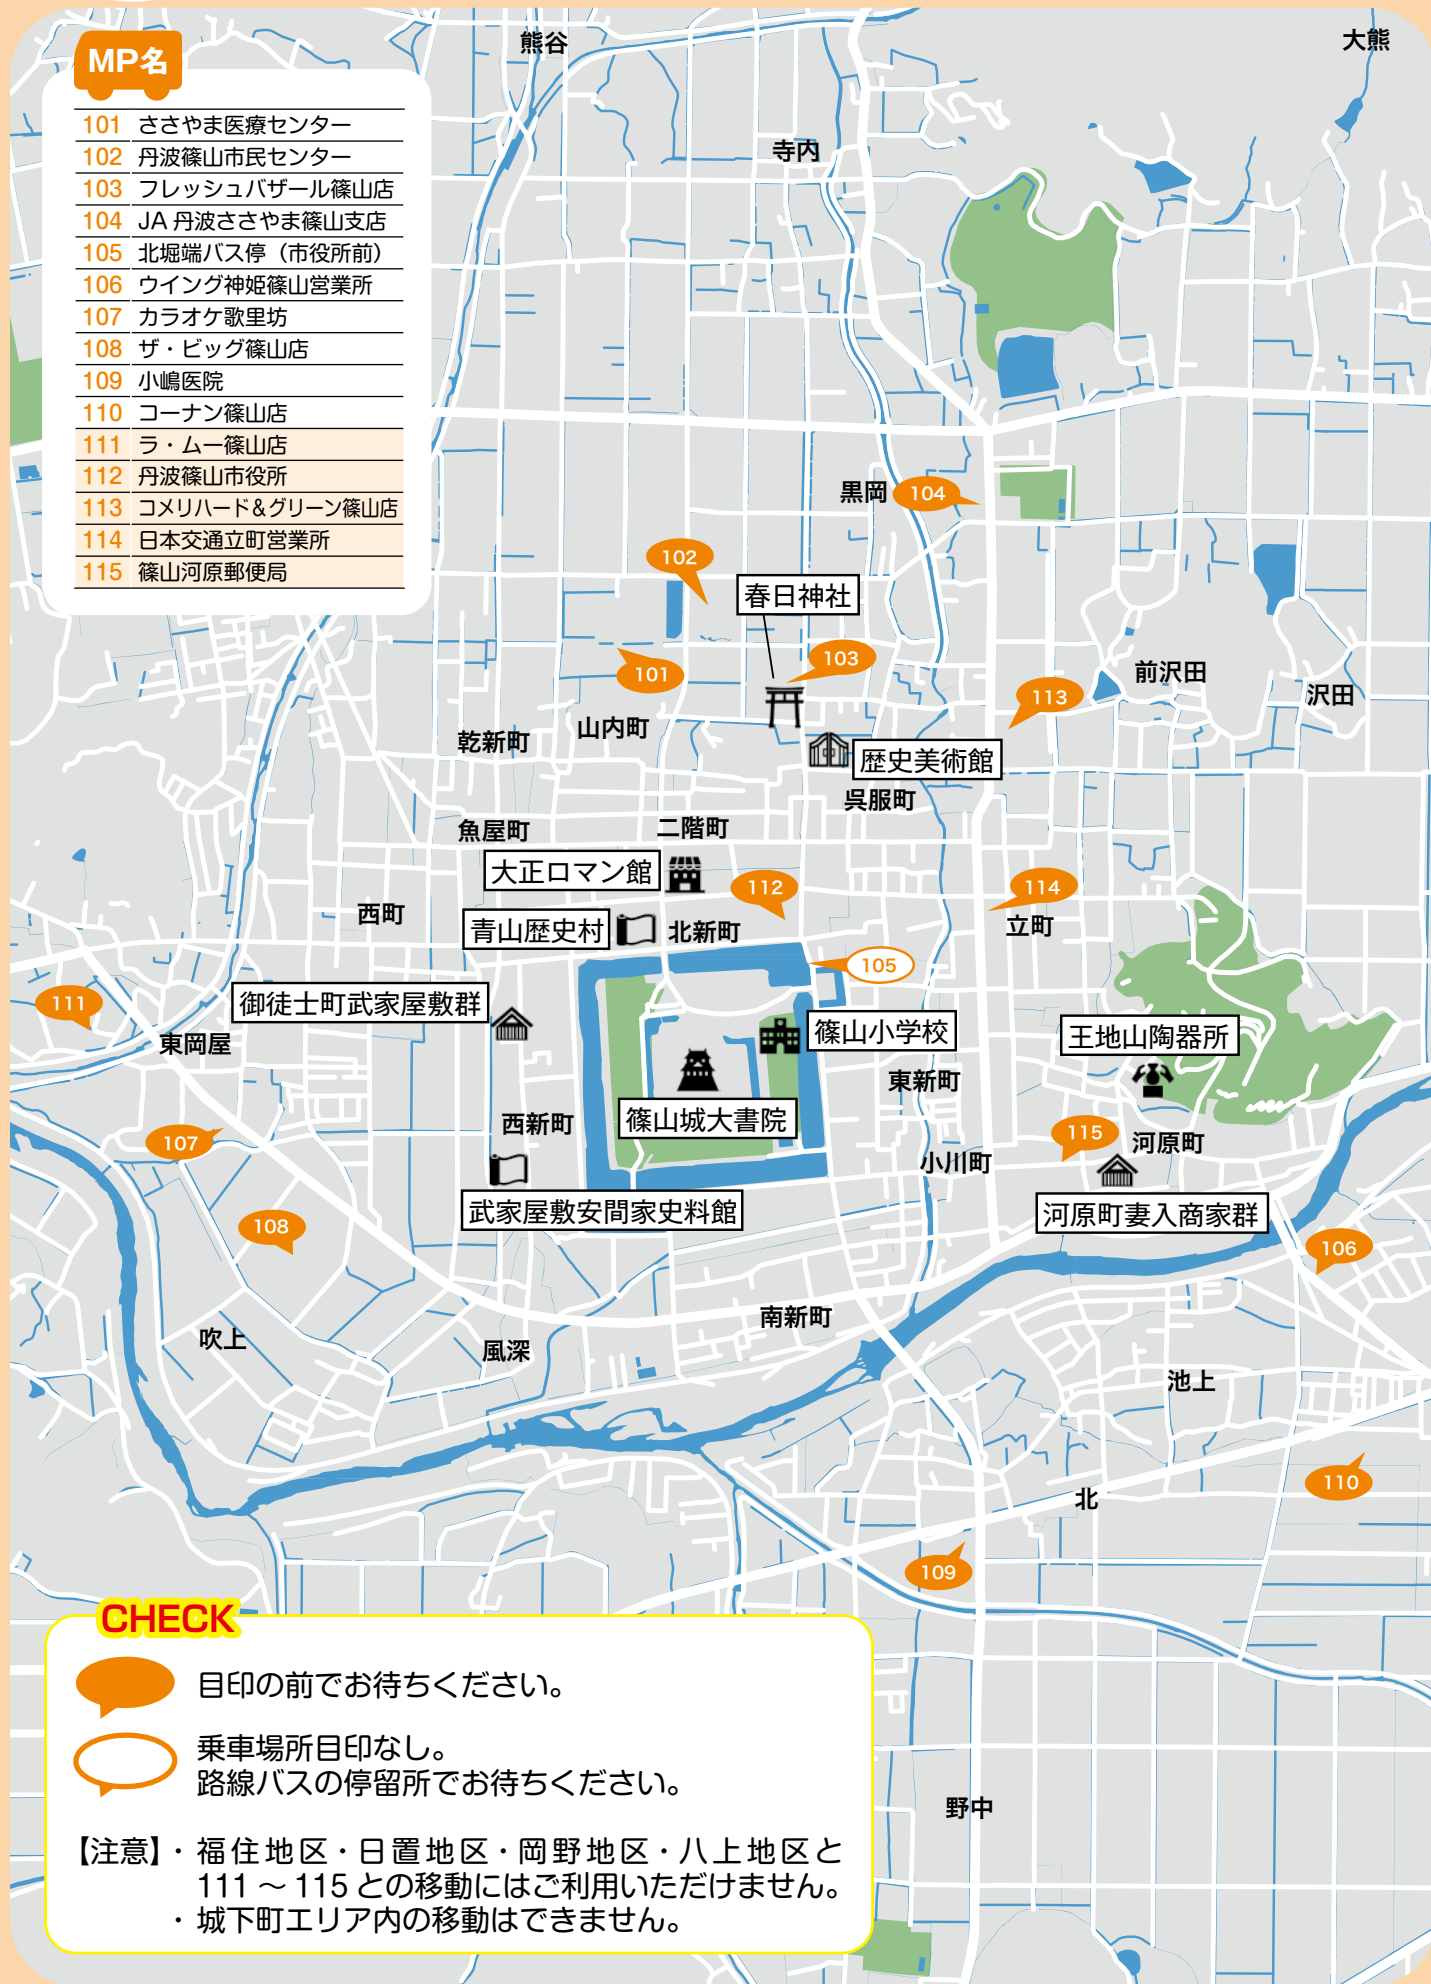 MP名
101 ささやま医療センター
102 丹波篠山市民センター
103 フレッシュバザール篠山店
104 JA 丹波ささやま篠山支店
105 北堀端バス停（市役所前）
106 ウイング神姫篠山営業所
107 カラオケ歌里坊
108 ザ・ビッグ篠山店
109 小嶋医院
110 コーナン篠山店
111 ラ・ムー篠山店
112 丹波篠山市役所
113 コメリハード&グリーン篠山店
114 日本交通立町営業所
115 篠山河原郵便局
熊谷
大熊
寺内
黒岡
104
102
春日神社
103
101
前沢田
113
沢田
山内町
乾新町
歴史美術館
呉服町
魚屋町
二階町
大正ロマン館
112
114
西町
立町
青山歴史村
北新町
105
111
御徒士町武家屋敷群
東岡屋
篠山小学校
王地山陶器所
東新町
篠山城大書院
西新町
107
115
河原町
小川町
武家屋敷安間家史料館
河原町妻入商家群
108
106
南新町
吹上
風深
池上
110
北
109
野中
CHECK
目印の前でお待ちください。
乗車場所目印なし。
路線バスの停留所でお待ちください。
【注意】・福住地区・日置地区・岡野地区・八上地区と
111 ～ 115 との移動にはご利用いただけません。
・城下町エリア内の移動はできません。